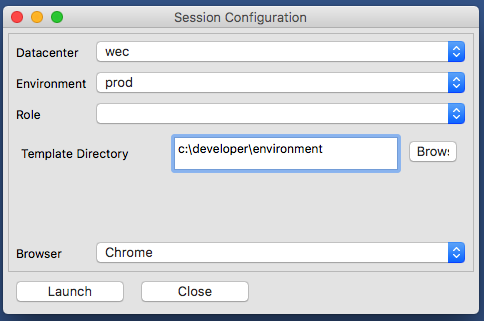 Session Configuration
Datacenter wec
Environment prod
Role
Template Directory c:\developer\environment Brows
Browser Chrome
Launch Close